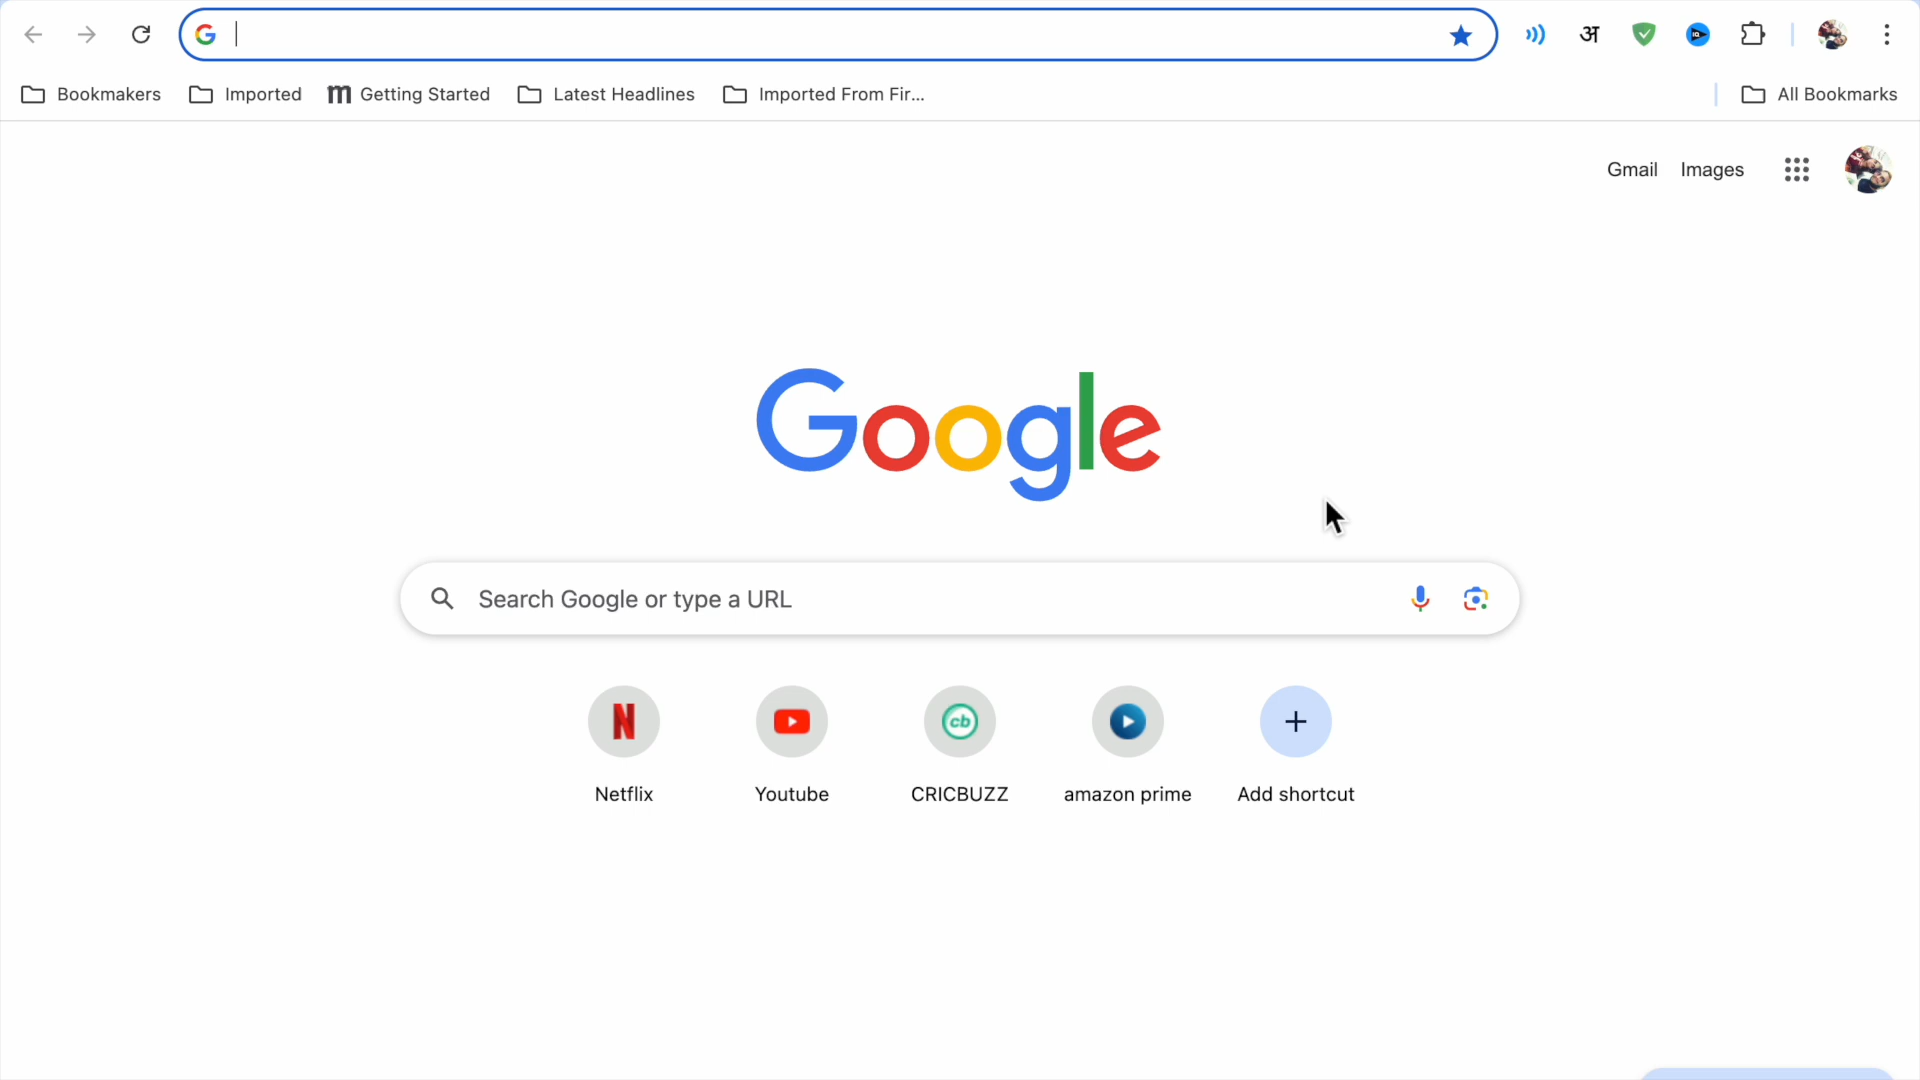 अ
Bookmakers
Imported
Getting Started
Latest Headlines
Imported From Fir...
All Bookmarks
Gmail
Images
Google
Search Google or type a URL
cb
Netflix
Youtube
CRICBUZZ
amazon prime
Add shortcut